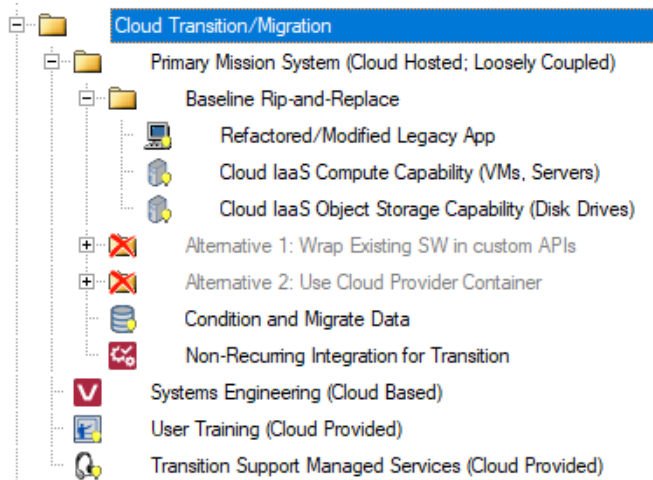 Cloud Transition/Migration
Primary Mission System (Cloud Hosted; Loosely Coupled)
Baseline Rip-and-Replace
Refactored/Modified Legacy App
Cloud IaaS Compute Capability (VMs, Servers)
Cloud IaaS Object Storage Capability (Disk Drives)
Alternative 1: Wrap Existing SW in custom APIs
Alternative 2: Use Cloud Provider Container
Condition and Migrate Data
Non-Recurring Integration for Transition
Systems Engineering (Cloud Based)
User Training (Cloud Provided)
Transition Support Managed Services (Cloud Provided)